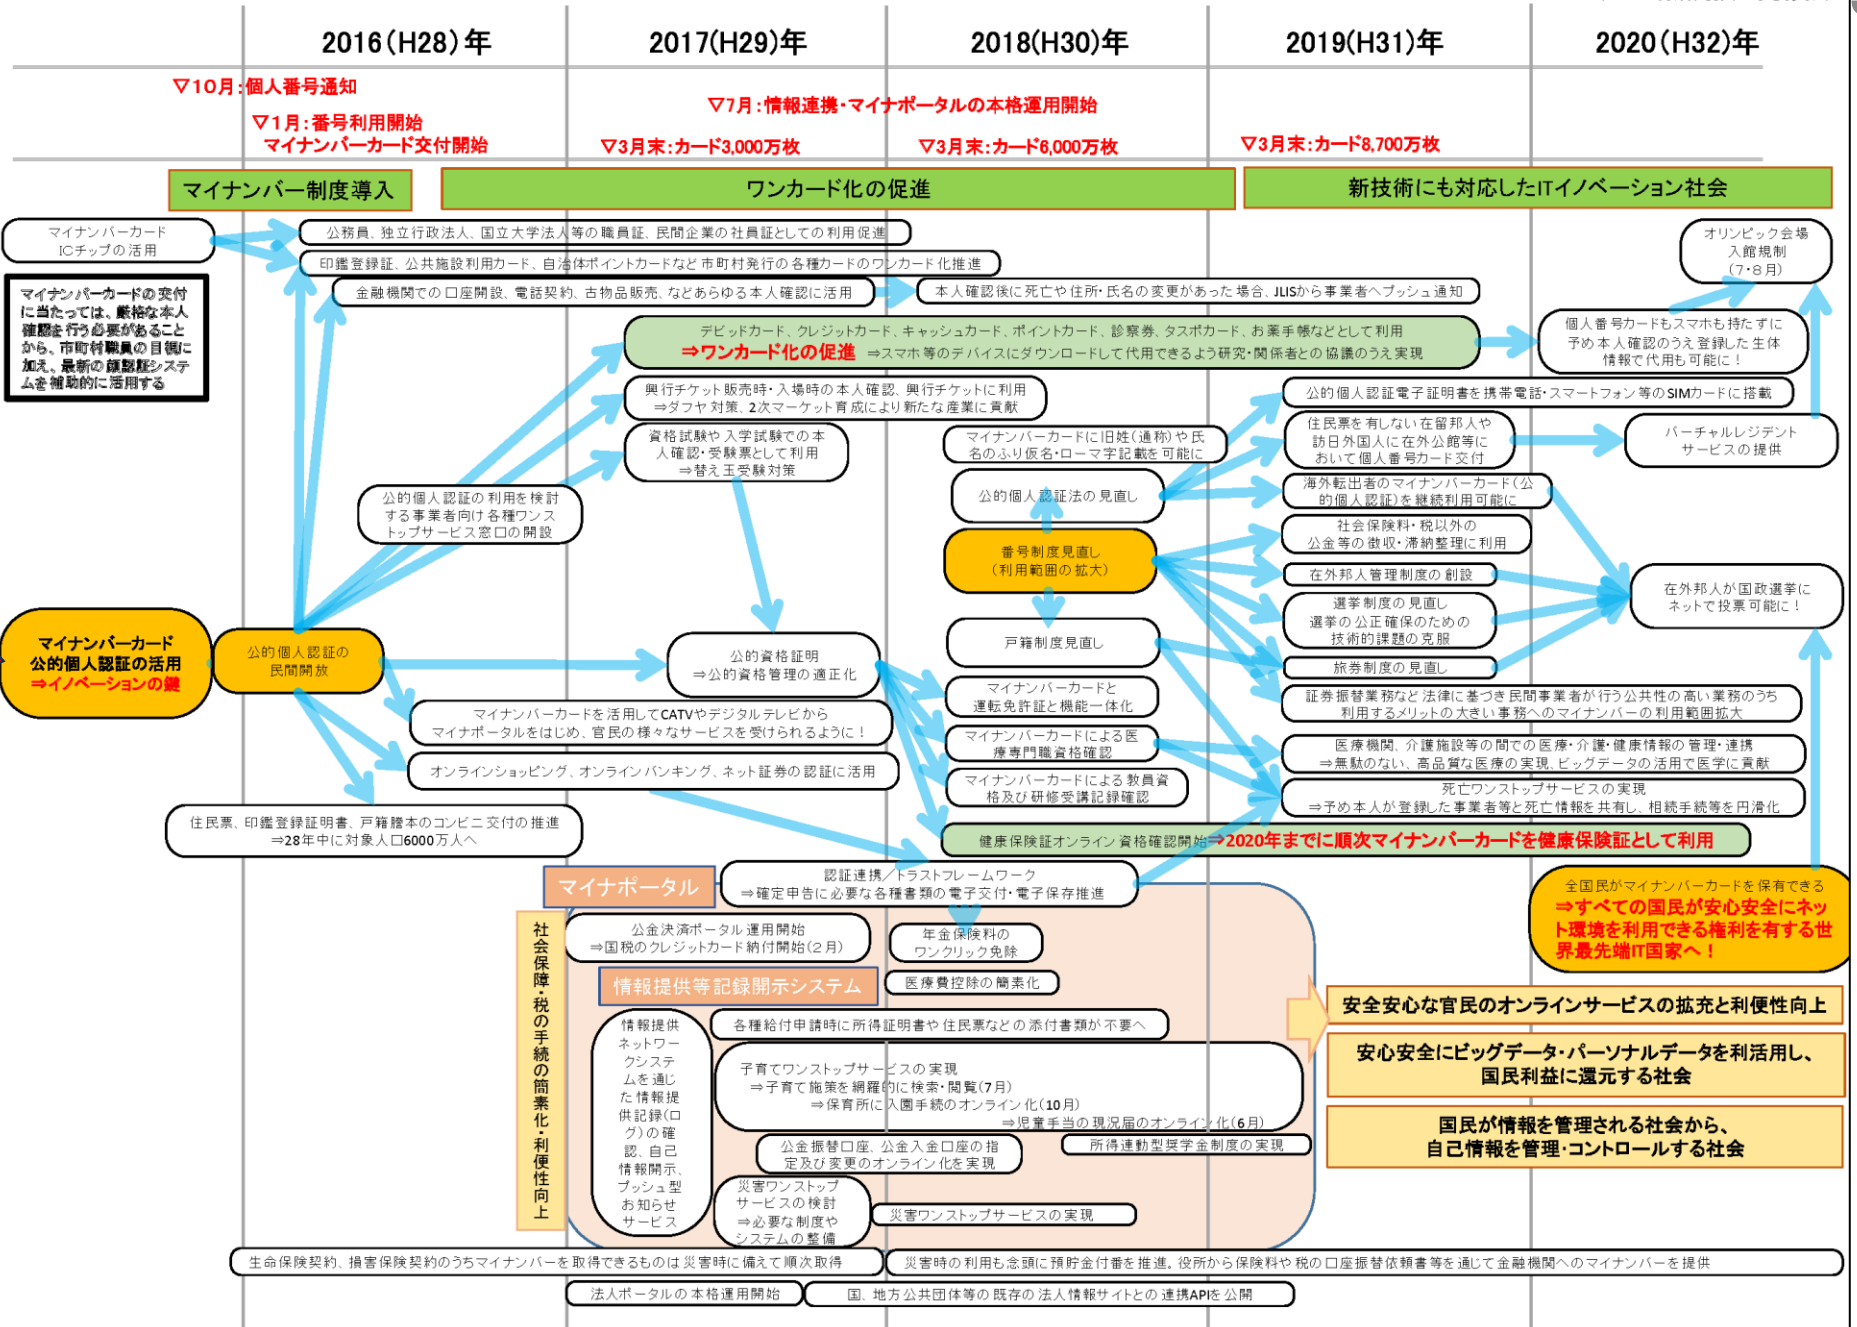 2016(H28)年
2017(H29)年
2018(H30)年
2019(H31)年
2020(H32)年
▽10月:個人番号通知
▽1月:番号利用開始
マイナンバーカード交付開始
▽7月:情報連携・マイナポータルの本格運用開始
▽3月末:カード3,000万枚
▽3月末:カード6,000万枚
▽3月末:カード8,700万枚
マイナンバー制度導入
ワンカード化の促進
新技術にも対応したITイノベーション社会
マイナンバーカード
ICチップの活用
公務員、独立行政法人、国立大学法人等の職員証、民間企業の社員証としての利用促進
印鑑登録証、公共施設利用カード、自治体ポイントカードなど市町村発行の各種カードのワンカード化推進
金融機関での口座開設、電話契約、古物品販売、などあらゆる本人確認に活用
本人確認後に死亡や住所・氏名の変更があった場合、JLISから事業者へプッシュ通知
オリンピック会場
入館規制
(7・8月)
マイナンバーカードの交付
に当たっては、厳格な本人
確認を行う必要があること
から、市町村職員の目視に
加え、最新の顔認証システ
ムを補助的に活用する
デビッドカード、クレジットカード、キャッシュカード、ポイントカード、診察券、タスポカード、お薬手帳などとして利用
⇒ワンカード化の促進 ⇒スマホ等のデバイスにダウンロードして代用できるよう研究・関係者との協議のうえ実現
個人番号カードもスマホも持たずに
予め本人確認のうえ登録した生体
情報で代用も可能に!
興行チケット販売時・入場時の本人確認、興行チケットに利用
⇒ダフヤ対策、2次マーケット育成により新たな産業に貢献
公的個人認証電子証明書を携帯電話・スマートフォン等のSIMカードに搭載
資格試験や入学試験での本
人確認・受験票として利用
⇒替え玉受験対策
マイナンバーカードに旧姓(通称)や氏
名のふり仮名・ローマ字記載を可能に
住民票を有しない在留邦人や
訪日外国人に在外公館等に
おいて個人番号カード交付
バーチャルレジデント
サービスの提供
公的個人認証の利用を検討
する事業者向け各種ワンス
トップサービス窓口の開設
公的個人認証法の見直し
海外転出者のマイナンバーカード(公
的個人認証)を継続利用可能に
番号制度見直し
(利用範囲の拡大)
社会保険料・税以外の
公金等の徴収・滞納整理に利用
在外邦人管理制度の創設
選挙制度の見直し
選挙の公正確保のための
技術的課題の克服
在外邦人が国政選挙に
ネットで投票可能に!
マイナンバーカード
公的個人認証の活用
⇒イノベーションの鍵
公的個人認証の
民間開放
公的資格証明
⇒公的資格管理の適正化
戸籍制度見直し
旅券制度の見直し
マイナンバーカードと
運転免許証と機能一体化
証券振替業務など法律に基づき民間事業者が行う公共性の高い業務のうち
利用するメリットの大きい事務へのマイナンバーの利用範囲拡大
マイナンバーカードを活用してCATVやデジタルテレビから
マイナポータルをはじめ、官民の様々なサービスを受けられるように!
マイナンバーカードによる医
療専門職資格確認
医療機関、介護施設等の間での医療・介護・健康情報の管理・連携
⇒無駄のない、高品質な医療の実現、ビッグデータの活用で医学に貢献
オンラインショッピング、オンラインバンキング、ネット証券の認証に活用
マイナンバーカードによる教員資
格及び研修受講記録確認
死亡ワンストップサービスの実現
⇒予め本人が登録した事業者等と死亡情報を共有し、相続手続等を円滑化
住民票、印鑑登録証明書、戸籍謄本のコンビニ交付の推進
⇒28年中に対象人口6000万人へ
健康保険証オンライン資格確認開始⇒2020年までに順次マイナンバーカードを健康保険証として利用
マイナポータル
認証連携/トラストフレームワーク
⇒確定申告に必要な各種書類の電子交付・電子保存推進
全国民がマイナンバーカードを保有できる
⇒すべての国民が安心安全にネッ
ト環境を利用できる権利を有する世
界最先端IT国家へ!
社会保障・税の手続の簡素化・利便性向上
公金決済ポータル運用開始
⇒国税のクレジットカード納付開始(2月)
年金保険料の
ワンクリック免除
情報提供等記録開示システム
医療費控除の簡素化
情報提供
ネットワー
クシステ
ムを通じ
た情報提
供記録(ロ
グ)の確
認、自己
情報開示、
プッシュ型
お知らせ
サービス
各種給付申請時に所得証明書や住民票などの添付書類が不要へ
子育てワンストップサービスの実現
⇒子育て施策を網羅的に検索・閲覧(7月)
⇒保育所に入園手続のオンライン化(10月)
⇒児童手当の現況届のオンライン化(6月)
公金振替口座、公金入金口座の指
定及び変更のオンライン化を実現
所得連動型奨学金制度の実現
災害ワンストップ
サービスの検討
⇒必要な制度や
システムの整備
災害ワンストップサービスの実現
安全安心な官民のオンラインサービスの拡充と利便性向上
安心安全にビッグデータ・パーソナルデータを利活用し、
国民利益に還元する社会
国民が情報を管理される社会から、
自己情報を管理・コントロールする社会
生命保険契約、損害保険契約のうちマイナンバーを取得できるものは災害時に備えて順次取得
災害時の利用も念頭に預貯金付番を推進。役所から保険料や税の口座振替依頼書等を通じて金融機関へのマイナンバーを提供
法人ポータルの本格運用開始
国、地方公共団体等の既存の法人情報サイトとの連携APIを公開